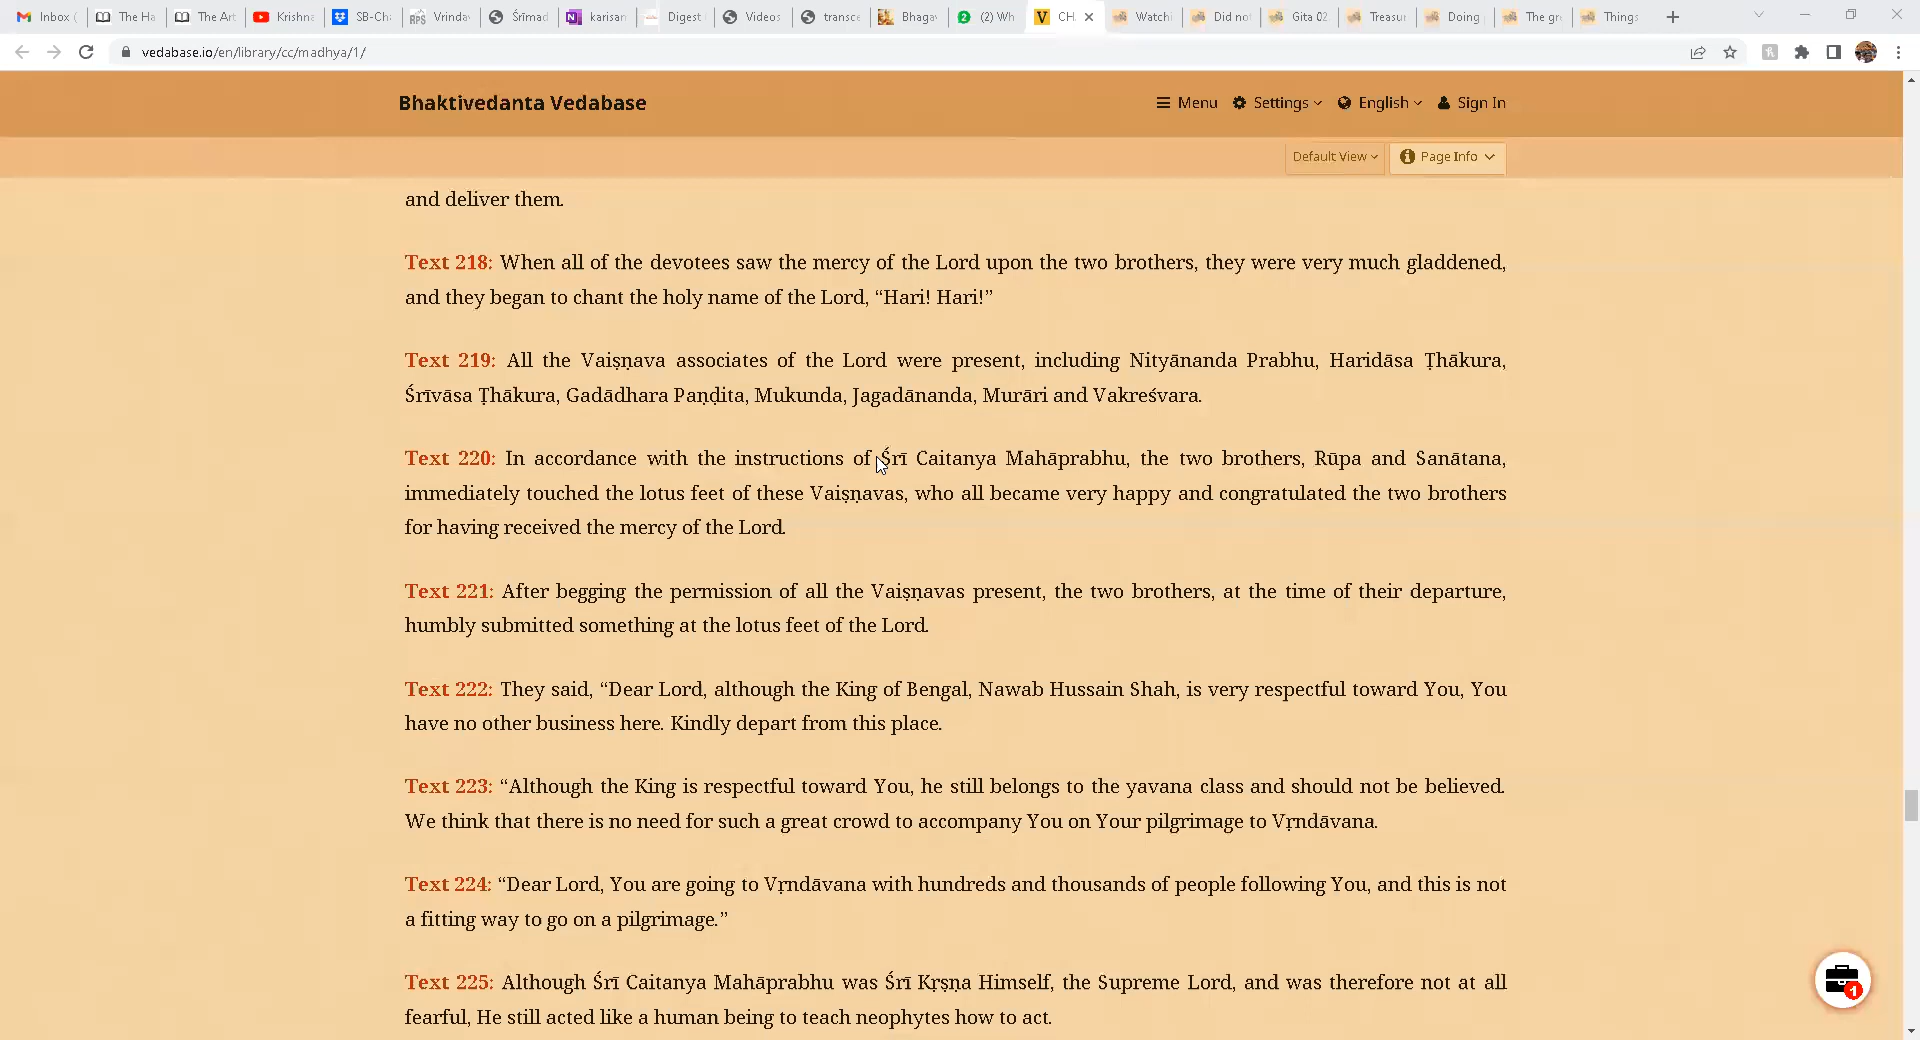 Inbox (
The Ha
The Art
Krishna
SB-Cha
Vrinda
Śrīmad
karisan
Digest
Videos
transce
Bhaga
(2) Wh
CH
Watchi
Did not
Gita 02
Treasur
Doing
The gr
Things
vedabase.io/en/library/cc/madhya/1/
Bhaktivedanta Vedabase
Menu Settings English Sign In
Default View Page Info
and deliver them.
Text 218: When all of the devotees saw the mercy of the Lord upon the two brothers, they were very much gladdened,
and they began to chant the holy name of the Lord, “Hari! Hari!”
Text 219: All the Vaiṣṇava associates of the Lord were present, including Nityānanda Prabhu, Haridāsa Ṭhākura,
Śrīvāsa Ṭhākura, Gadādhara Paṇḍita, Mukunda, Jagadānanda, Murāri and Vakreśvara.
Text 220: In accordance with the instructions of Śrī Caitanya Mahāprabhu, the two brothers, Rūpa and Sanātana,
immediately touched the lotus feet of these Vaiṣṇavas, who all became very happy and congratulated the two brothers
for having received the mercy of the Lord.
Text 221: After begging the permission of all the Vaiṣṇavas present, the two brothers, at the time of their departure,
humbly submitted something at the lotus feet of the Lord.
Text 222: They said, “Dear Lord, although the King of Bengal, Nawab Hussain Shah, is very respectful toward You, You
have no other business here. Kindly depart from this place.
Text 223: “Although the King is respectful toward You, he still belongs to the yavana class and should not be believed.
We think that there is no need for such a great crowd to accompany You on Your pilgrimage to Vṛndāvana.
Text 224: “Dear Lord, You are going to Vṛndāvana with hundreds and thousands of people following You, and this is not
a fitting way to go on a pilgrimage.”
Text 225: Although Śrī Caitanya Mahāprabhu was Śrī Kṛṣṇa Himself, the Supreme Lord, and was therefore not at all
fearful, He still acted like a human being to teach neophytes how to act.
1